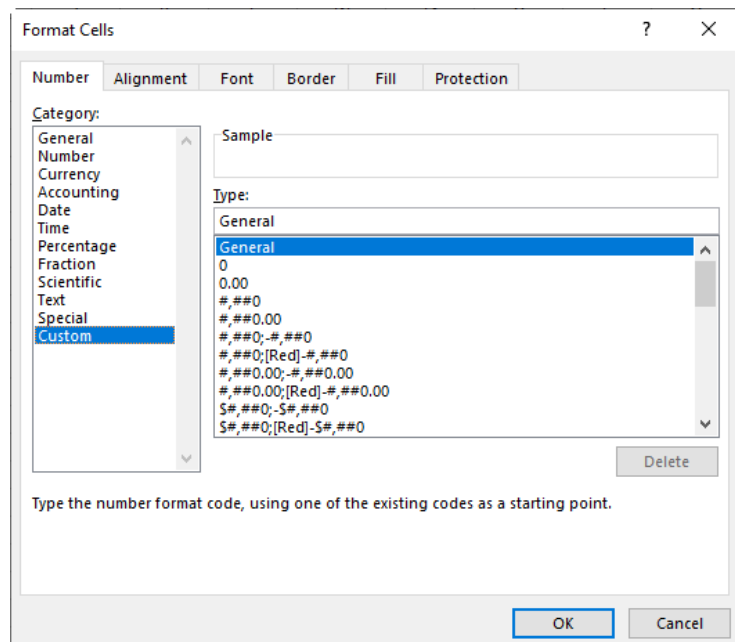 Format Cells
?
Number Alignment Font Border Fill Protection
Category:
General
Number
Currency
Accounting
Date
Time
Percentage
Fraction
Scientific
Text
Special
Custom
Sample
Type:
General
General
0
0.00
#,##0
#,##0.00
#,##0;-#,##0
#,##0;[Red]-#,##0
#,##0.00;-#,##0.00
#,##0.00;[Red]-#,##0.00
$#,##0;-$#,##0
$#,##0;[Red]-$#,##0
Delete
Type the number format code, using one of the existing codes as a starting point.
OK Cancel